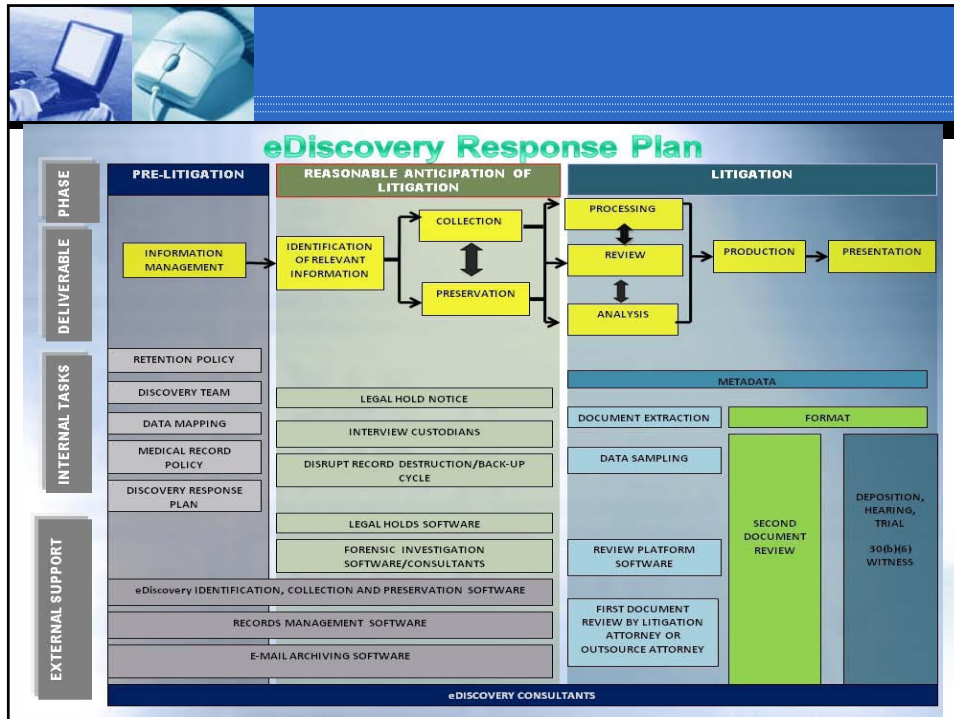 eDiscovery Response Plan
PHASE
PRE-LITIGATION
REASONABLE ANTICIPATION OF
LITIGATION
LITIGATION
DELIVERABLE
INFORMATION
MANAGEMENT
IDENTIFICATION
OF RELEVANT
INFORMATION
COLLECTION
PRESERVATION
PROCESSING
REVIEW
ANALYSIS
PRODUCTION
PRESENTATION
INTERNAL TASKS
RETENTION POLICY
DISCOVERY TEAM
DATA MAPPING
MEDICAL RECORD
POLICY
DISCOVERY RESPONSE
PLAN
LEGAL HOLD NOTICE
INTERVIEW CUSTODIANS
DISRUPT RECORD DESTRUCTION/BACK-UP
CYCLE
METADATA
DOCUMENT EXTRACTION
FORMAT
DATA SAMPLING
EXTERNAL SUPPORT
LEGAL HOLDS SOFTWARE
FORENSIC INVESTIGATION
SOFTWARE/CONSULTANTS
eDiscovery IDENTIFICATION, COLLECTION AND PRESERVATION SOFTWARE
RECORDS MANAGEMENT SOFTWARE
E-MAIL ARCHIVING SOFTWARE
REVIEW PLATFORM
SOFTWARE
FIRST DOCUMENT
REVIEW BY LITIGATION
ATTORNEY OR
OUTSOURCE ATTORNEY
SECOND
DOCUMENT
REVIEW
DEPOSITION,
HEARING,
TRIAL
30(b)(6)
WITNESS
eDISCOVERY CONSULTANTS